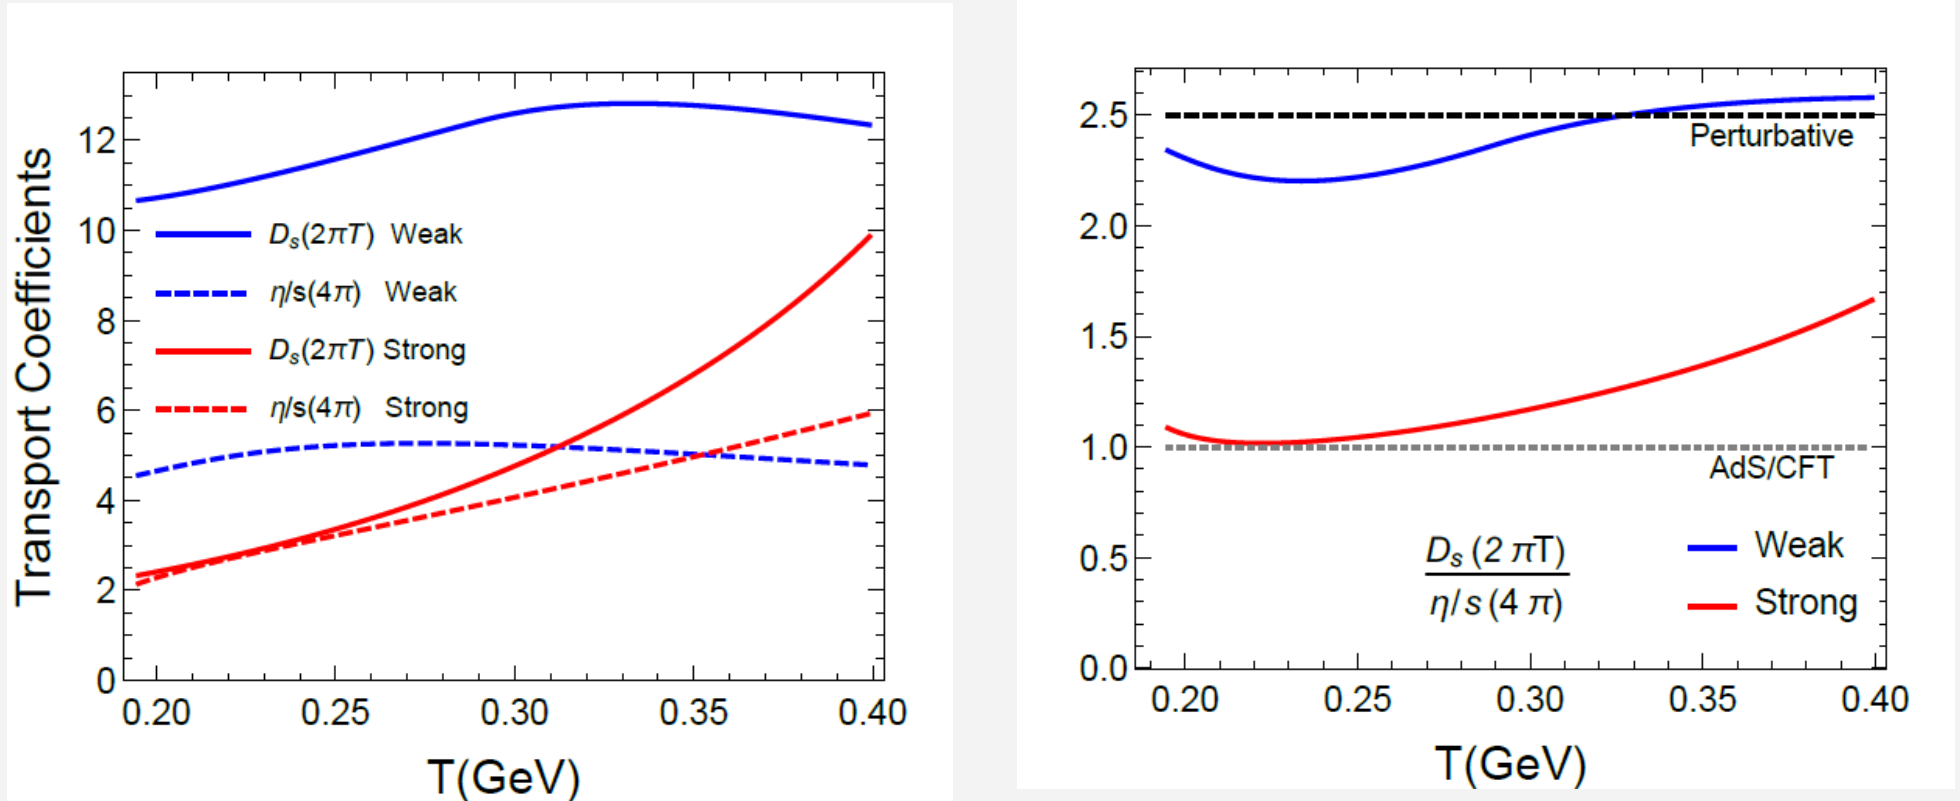 Transport Coefficients
12
10
8
6
4
2
0
D_s(2πT) Weak
η/s(4π) Weak
D_s(2πT) Strong
η/s(4π) Strong
0.20 0.25 0.30 0.35 0.40
T(GeV)
2.5
2.0
1.5
1.0
0.5
0.0
Perturbative
AdS/CFT
D_s (2 πT)
η/s (4 π)
Weak
Strong
0.20 0.25 0.30 0.35 0.40
T(GeV)